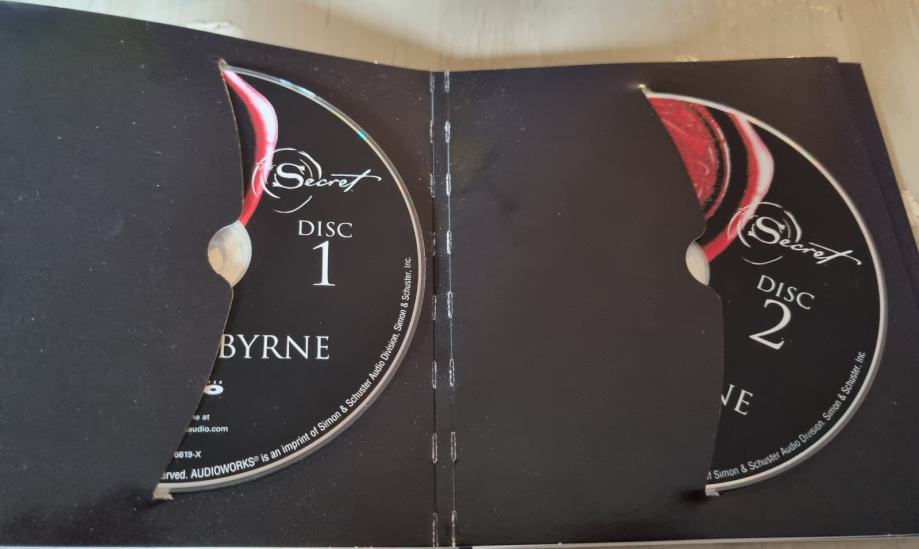 Secret
DISC
1
BYRNE
e at
audio.com
6619-X
erved. AUDIOWORKS® is an imprint of Simon & Schuster Audio Division, Simon & Schuster, Inc.
Secret
DISC
2
NE
of Simon & Schuster Audio Division, Simon & Schuster, Inc.